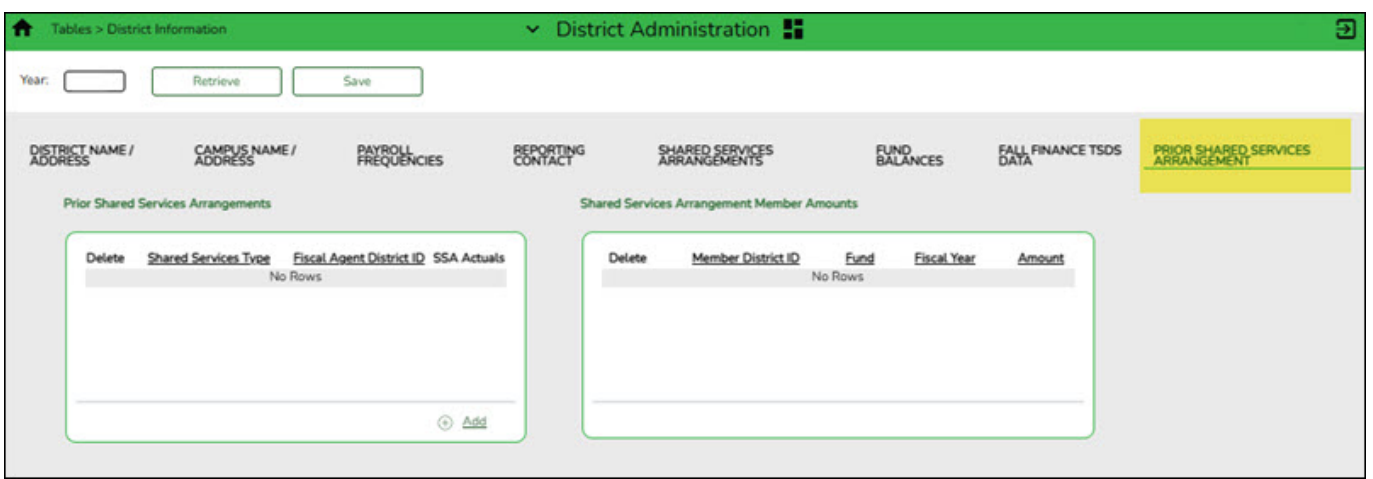 Tables > District Information
District Administration
Year:
Retrieve
Save
DISTRICT NAME /
ADDRESS
CAMPUS NAME /
ADDRESS
PAYROLL
FREQUENCIES
REPORTING
CONTACT
SHARED SERVICES
ARRANGEMENTS
FUND
BALANCES
FALL FINANCE TSDS
DATA
PRIOR SHARED SERVICES
ARRANGEMENT
Prior Shared Services Arrangements
Delete Shared Services Type Fiscal Agent District ID SSA Actuals
No Rows
Add
Shared Services Arrangement Member Amounts
Delete Member District ID Fund Fiscal Year Amount
No Rows